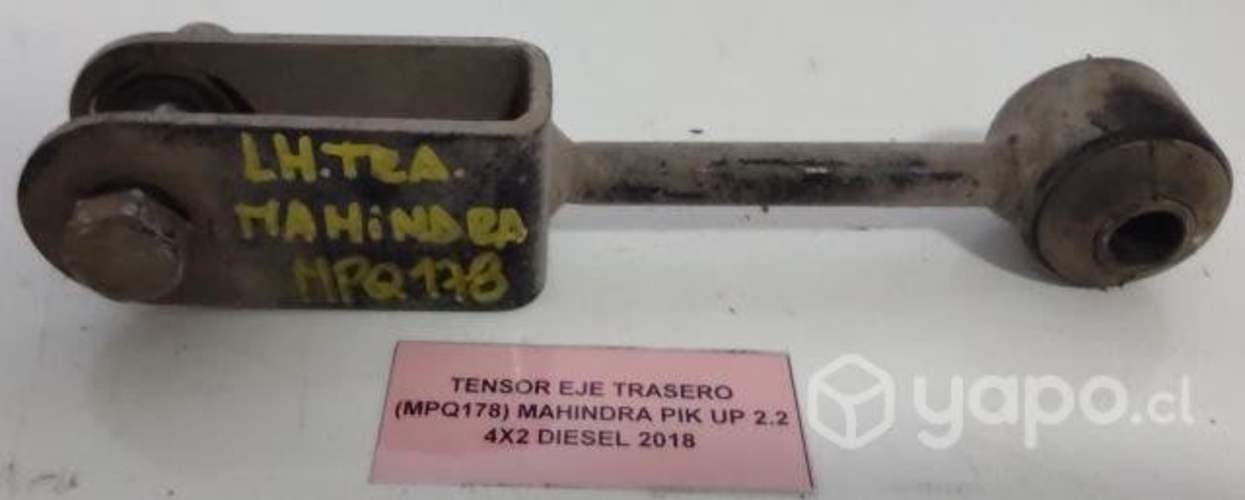 LH.TRA.
MAHiNDRA
MPQ178
TENSOR EJE TRASERO
(MPQ178) MAHINDRA PIK UP 2.2
4X2 DIESEL 2018
yapo.cl